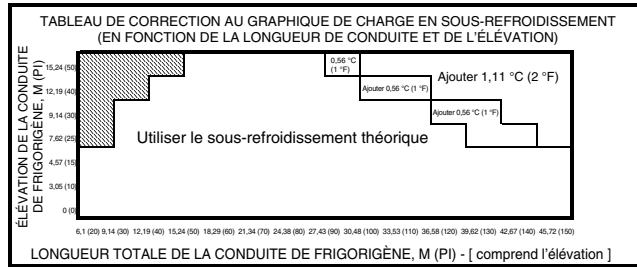 TABLEAU DE CORRECTION AU GRAPHIQUE DE CHARGE EN SOUS-REFROIDISSEMENT
(EN FONCTION DE LA LONGUEUR DE CONDUITE ET DE L'ÉLÉVATION)
ÉLÉVATION DE LA CONDUITE
DE FRIGORIGÈNE, M (PI)
15,24 (50)
12,19 (40)
9,14 (30)
7,62 (25)
4,57 (15)
3,05 (10)
0 (0)
0,56 °C
(1 °F)
Ajouter 1,11 °C (2 °F)
Ajouter 0,56 °C (1 °F)
Ajouter 0,56 °C (1 °F)
Utiliser le sous-refroidissement théorique
6,1 (20) 9,14 (30) 12,19 (40) 15,24 (50) 18,29 (60) 21,34 (70) 24,38 (80) 27,43 (90) 30,48 (100) 33,53 (110) 36,58 (120) 39,62 (130) 42,67 (140) 45,72 (150)
LONGUEUR TOTALE DE LA CONDUITE DE FRIGORIGÈNE, M (PI) - [ comprend l'élévation ]